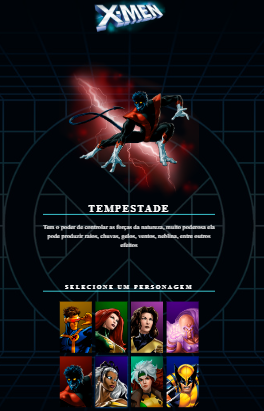 X-MEN
TEMPESTADE
Tem o poder de controlar as forças da natureza, muito poderosa ela
pode produzir raios, chuvas, gelos, ventos, neblina, entre outros
efeitos
SELECIONE UM PERSONAGEM